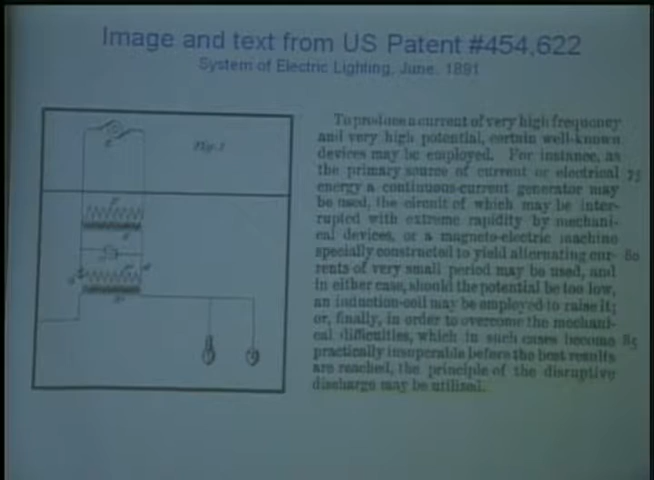 Image and text from US Patent #454,622
System of Electric Lighting, June, 1891
Fig. 1
To produce a current of very high frequency
and very high potential, certain well-known
devices may be employed. For instance, as
the primary source of current or electrical 75
energy a continuous-current generator may
be used, the circuit of which may be inter-
rupted with extreme rapidity by mechani-
cal devices, or a magneto-electric machine
specially constructed to yield alternating cur- 80
rents of very small period may be used, and
in either case, should the potential be too low,
an induction-coil may be employed to raise it;
or, finally, in order to overcome the mechani-
cal difficulties, which in such cases become 85
practically insuperable before the best results
are reached, the principle of the disruptive
discharge may be utilized.